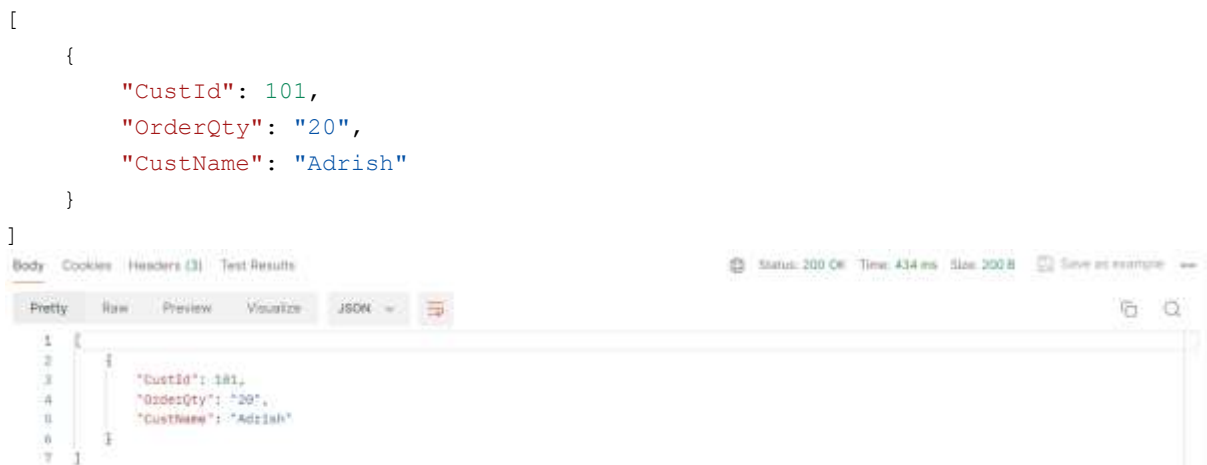 [
{
"CustId": 101,
"OrderQty": "20",
"CustName": "Adrish"
}
]
Body Cookies Headers (3) Test Results Status: 200 OK Time: 434 ms Size: 200 B Save as example
Pretty Raw Preview Visualize JSON
1 [
2 {
3 "CustId": 101,
4 "OrderQty": "20",
5 "CustName": "Adrish"
6 }
7 ]